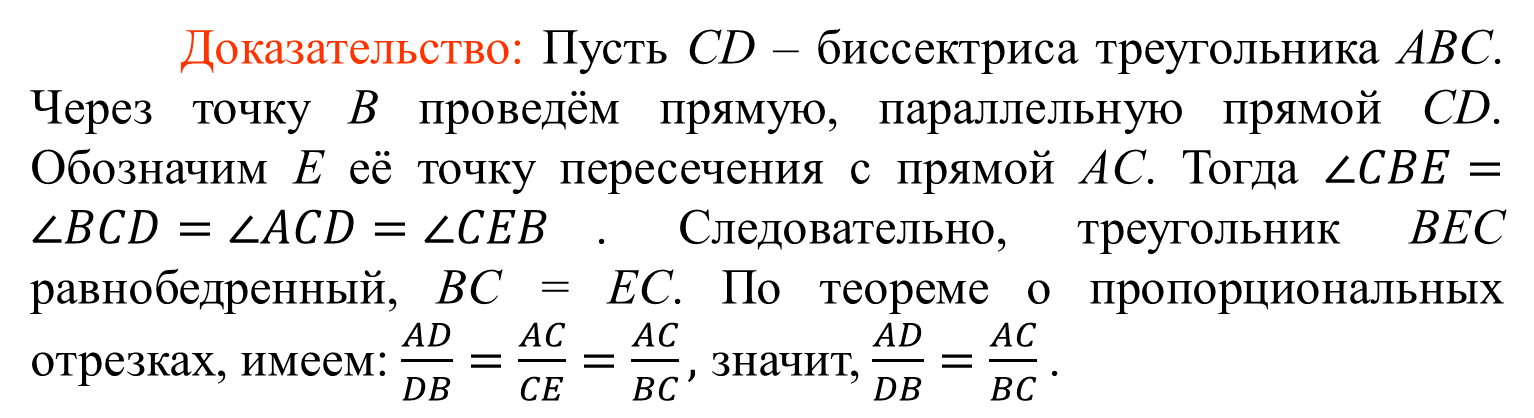 Доказательство: Пусть CD – биссектриса треугольника ABC.
Через точку B проведём прямую, параллельную прямой CD.
Обозначим E её точку пересечения с прямой AC. Тогда ∠CBE =
∠BCD = ∠ACD = ∠CEB . Следовательно, треугольник BEC
равнобедренный, BC = EC. По теореме о пропорциональных
отрезках, имеем: AD/DB = AC/CE = AC/BC, значит, AD/DB = AC/BC .